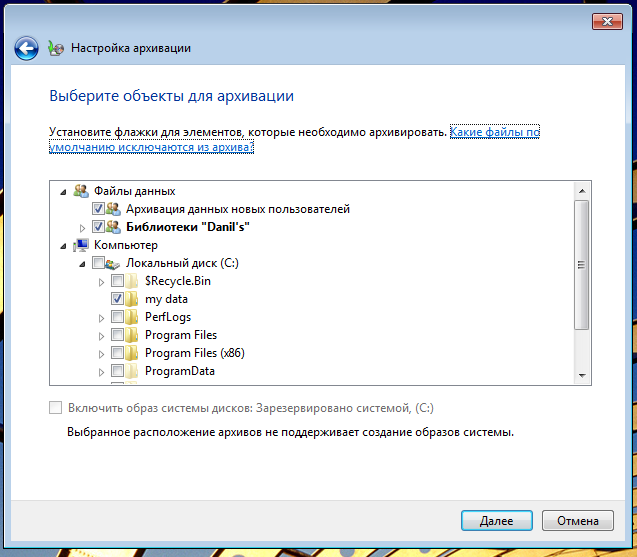 Настройка архивации
Выберите объекты для архивации
Установите флажки для элементов, которые необходимо архивировать. Какие файлы по
умолчанию исключаются из архива?
Файлы данных
Архивация данных новых пользователей
Библиотеки "Danil's"
Компьютер
Локальный диск (C:)
$Recycle.Bin
my data
PerfLogs
Program Files
Program Files (x86)
ProgramData
Включить образ системы дисков: Зарезервировано системой, (C:)
Выбранное расположение архивов не поддерживает создание образов системы.
Далее
Отмена